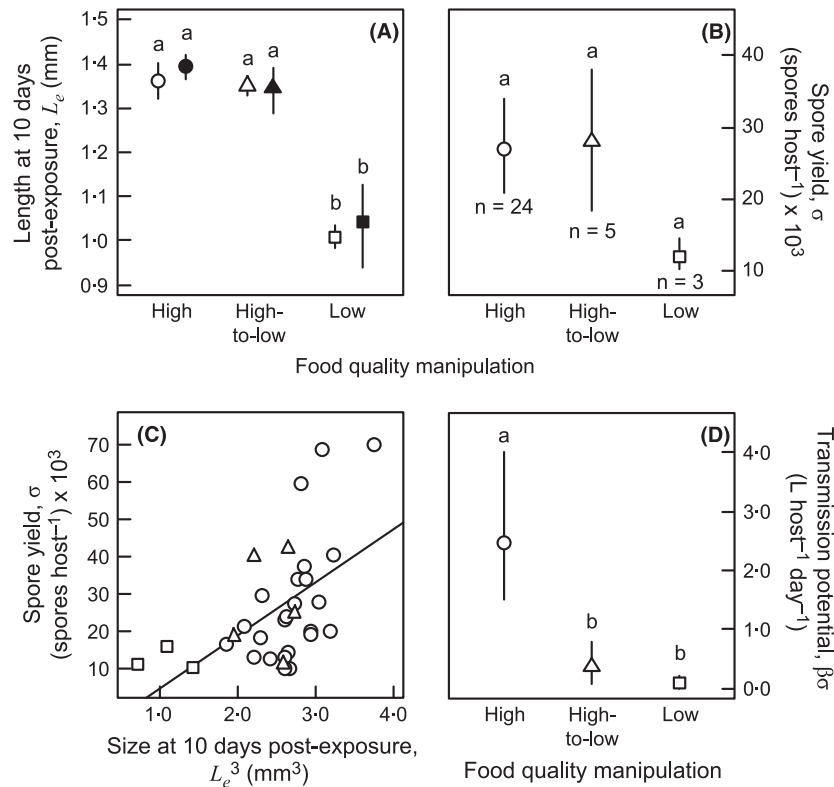 (A)
Length at 10 days
post-exposure, Lₑ (mm)
1·5
1·4
1·3
1·1
1·0
0·9
a a a a b b
High High-to-low Low
(B)
a a a
n = 24 n = 5 n = 3
High High-to-low Low
40
30
20
10
Spore yield, σ
(spores host⁻¹) x 10³
Food quality manipulation
(C)
Spore yield, σ
(spores host⁻¹) x 10³
70
60
50
40
30
20
10
1·0 2·0 3·0 4·0
Size at 10 days post-exposure,
Lₑ³ (mm³)
(D)
a b b
4·0
3·0
2·0
1·0
0·0
Transmission potential, βσ
(L host⁻¹ day⁻¹)
High High-to-low Low
Food quality manipulation